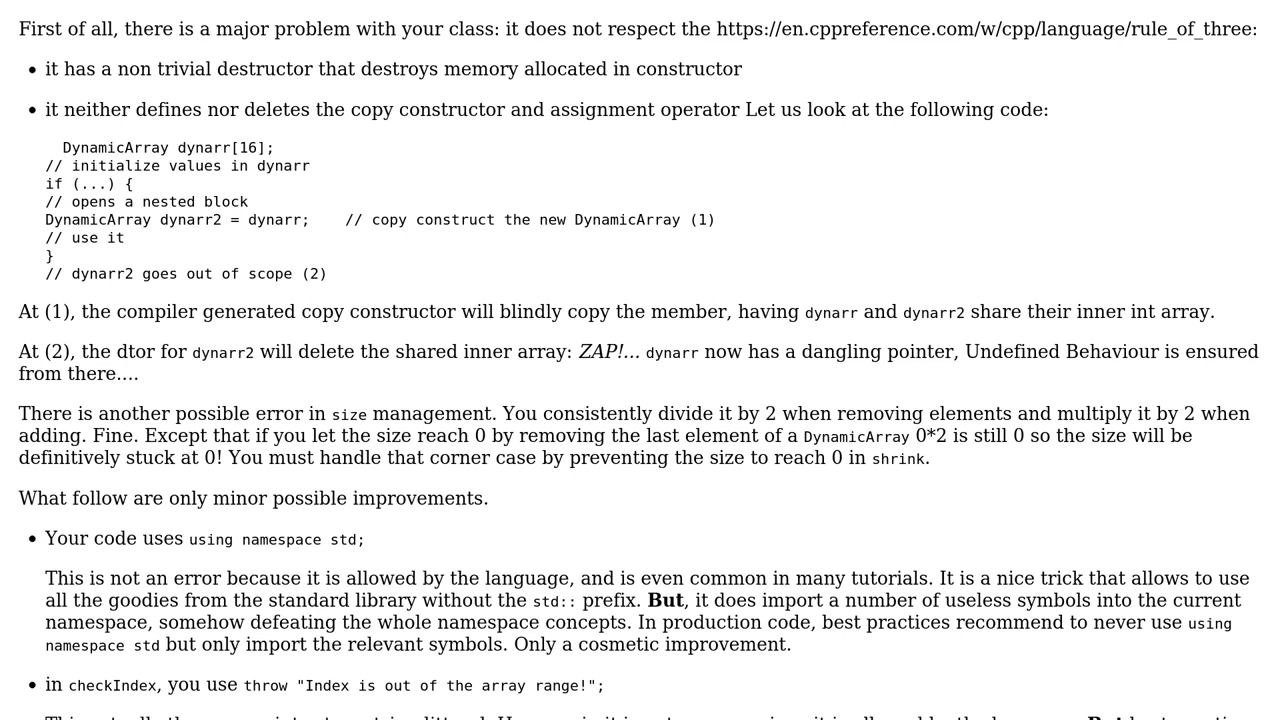 First of all, there is a major problem with your class: it does not respect the https://en.cppreference.com/w/cpp/language/rule_of_three:
• it has a non trivial destructor that destroys memory allocated in constructor
• it neither defines nor deletes the copy constructor and assignment operator Let us look at the following code:
DynamicArray dynarr[16];
// initialize values in dynarr
if (...) {
// opens a nested block
DynamicArray dynarr2 = dynarr;    // copy construct the new DynamicArray (1)
// use it
}
// dynarr2 goes out of scope (2)
At (1), the compiler generated copy constructor will blindly copy the member, having dynarr and dynarr2 share their inner int array.
At (2), the dtor for dynarr2 will delete the shared inner array: ZAP!... dynarr now has a dangling pointer, Undefined Behaviour is ensured
from there....
There is another possible error in size management. You consistently divide it by 2 when removing elements and multiply it by 2 when
adding. Fine. Except that if you let the size reach 0 by removing the last element of a DynamicArray 0*2 is still 0 so the size will be
definitively stuck at 0! You must handle that corner case by preventing the size to reach 0 in shrink.
What follow are only minor possible improvements.
• Your code uses using namespace std;
This is not an error because it is allowed by the language, and is even common in many tutorials. It is a nice trick that allows to use
all the goodies from the standard library without the std:: prefix. But, it does import a number of useless symbols into the current
namespace, somehow defeating the whole namespace concepts. In production code, best practices recommend to never use using
namespace std but only import the relevant symbols. Only a cosmetic improvement.
• in checkIndex, you use throw "Index is out of the array range!";